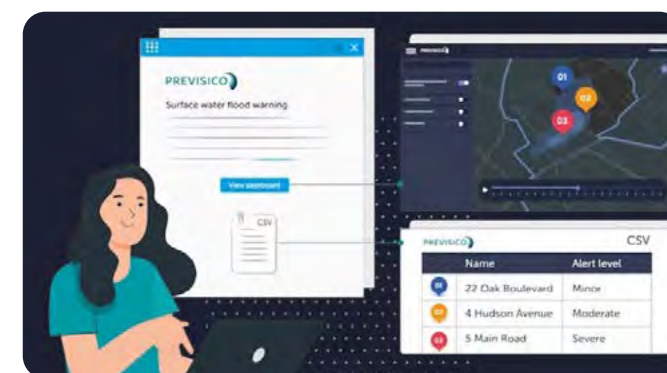 PREVISICO
Surface water flood warning
View dashboard
CSV
PREVISICO
01
02
03
PREVISICO
CSV
Name Alert level
01 22 Oak Boulevard Minor
02 4 Hudson Avenue Moderate
03 5 Main Road Severe